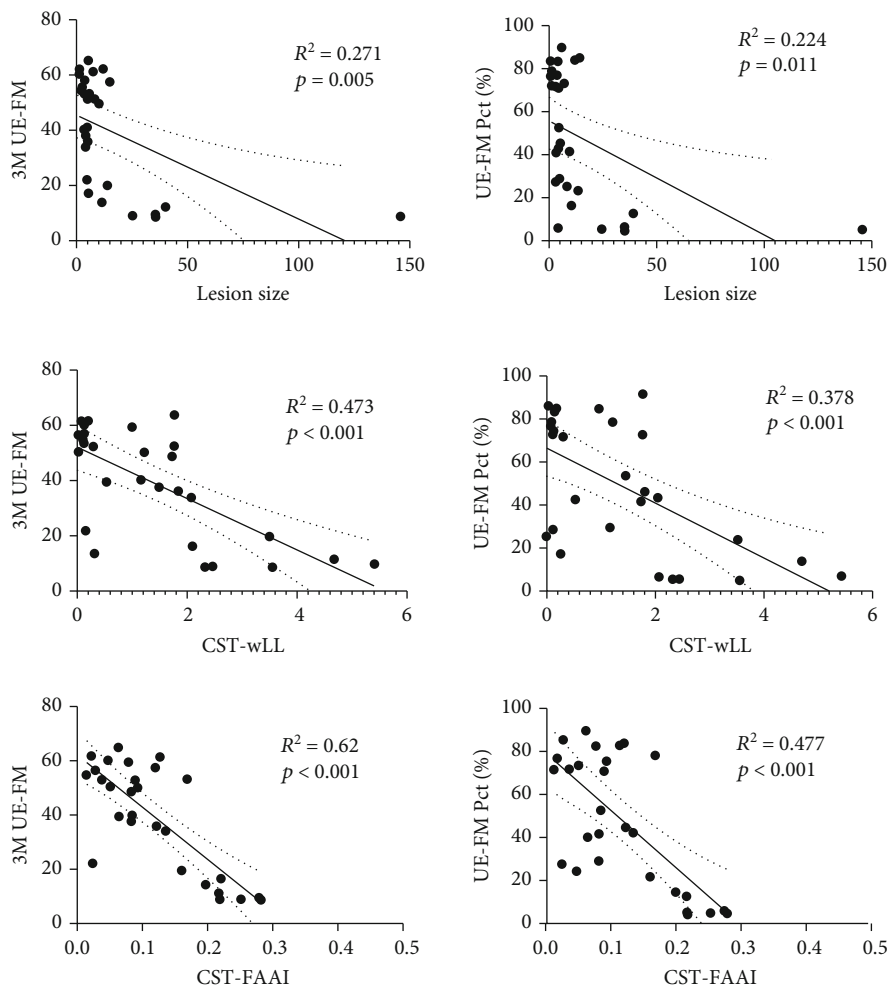 80
60
40
20
0
3M UE-FM
R² = 0.271
p = 0.005
0 50 100 150
Lesion size
100
80
60
40
20
0
UE-FM Pct (%)
R² = 0.224
p = 0.011
0 50 100 150
Lesion size
80
60
40
20
0
3M UE-FM
R² = 0.473
p < 0.001
0 2 4 6
CST-wLL
100
80
60
40
20
0
UE-FM Pct (%)
R² = 0.378
p < 0.001
0 2 4 6
CST-wLL
80
60
40
20
0
3M UE-FM
R² = 0.62
p < 0.001
0.0 0.1 0.2 0.3 0.4 0.5
CST-FAAI
100
80
60
40
20
0
UE-FM Pct (%)
R² = 0.477
p < 0.001
0.0 0.1 0.2 0.3 0.4 0.5
CST-FAAI